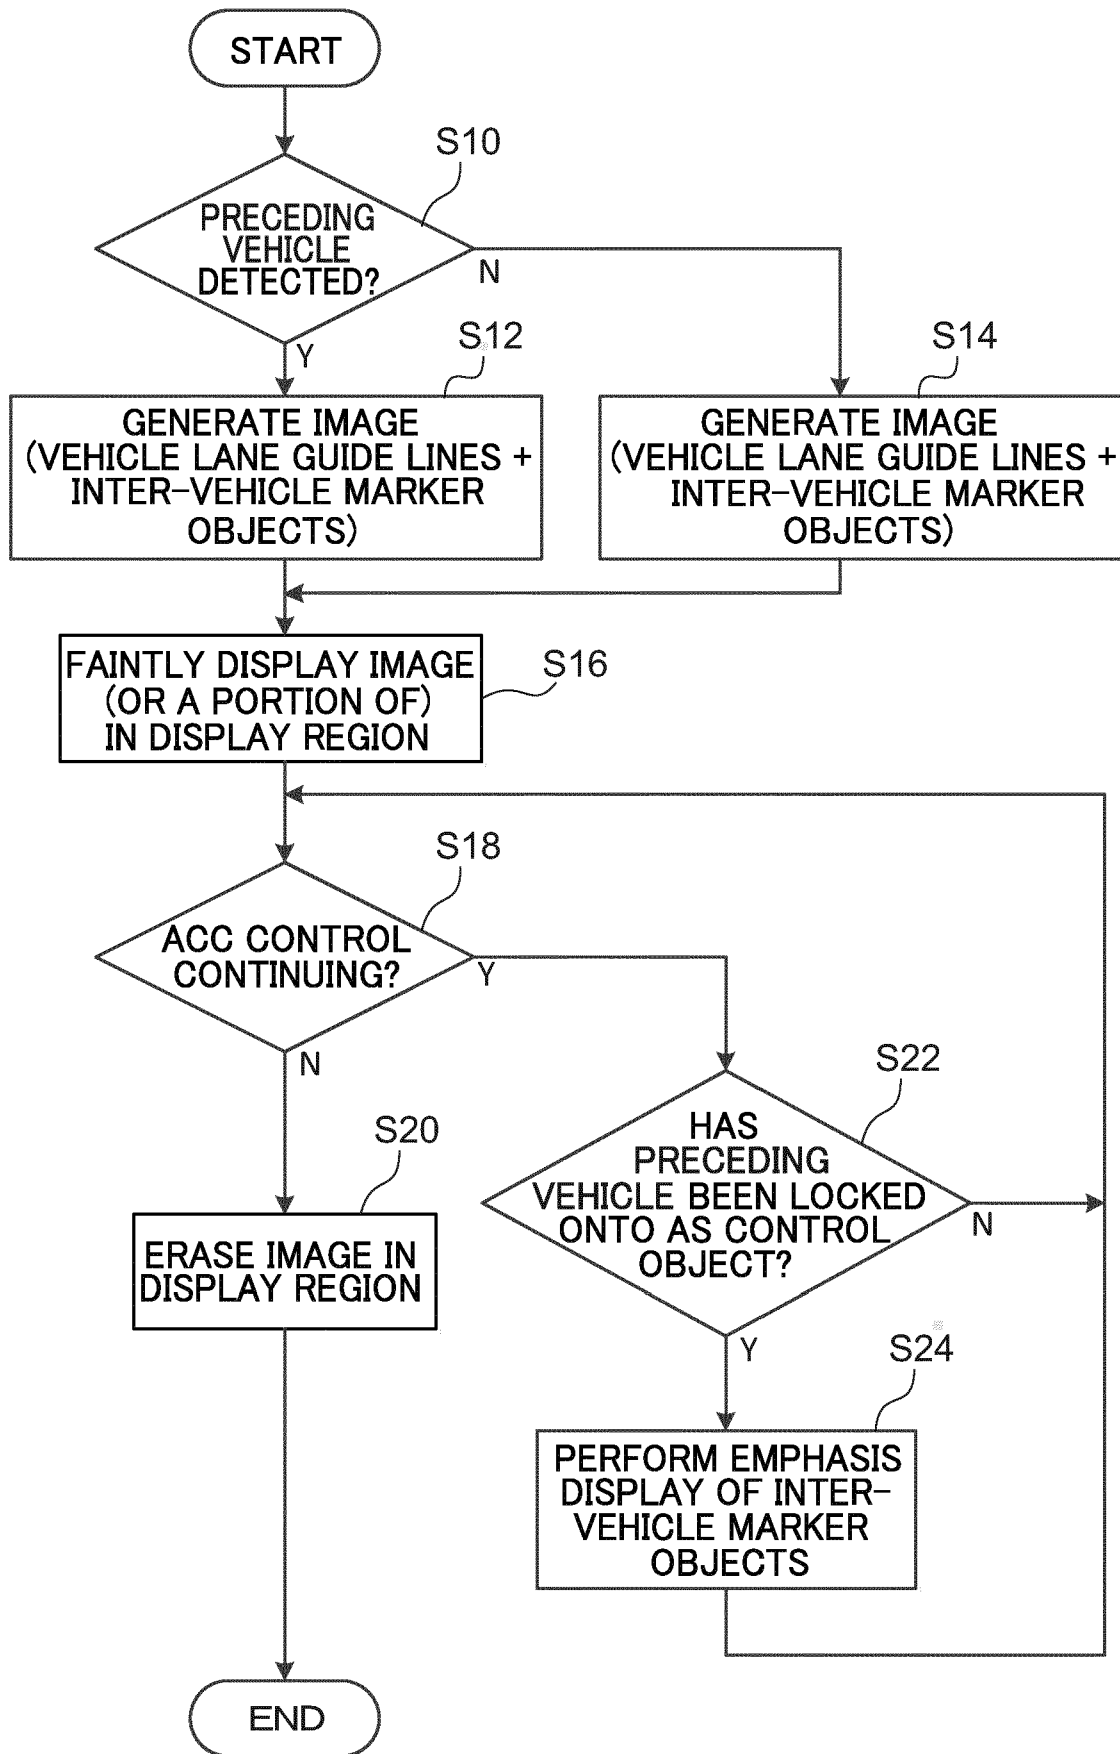 START
S10
PRECEDING
VEHICLE
DETECTED?
N
Y
S12
S14
GENERATE IMAGE
(VEHICLE LANE GUIDE LINES +
INTER-VEHICLE MARKER
OBJECTS)
GENERATE IMAGE
(VEHICLE LANE GUIDE LINES +
INTER-VEHICLE MARKER
OBJECTS)
FAINTLY DISPLAY IMAGE
(OR A PORTION OF)
IN DISPLAY REGION
S16
S18
ACC CONTROL
CONTINUING?
Y
N
S22
HAS
PRECEDING
VEHICLE BEEN LOCKED
ONTO AS CONTROL
OBJECT?
N
Y
S20
ERASE IMAGE IN
DISPLAY REGION
S24
PERFORM EMPHASIS
DISPLAY OF INTER-
VEHICLE MARKER
OBJECTS
END